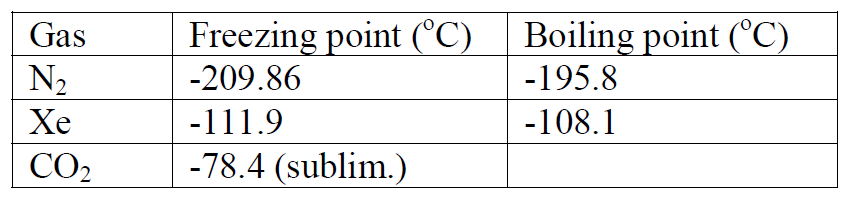 Gas Freezing point (°C) Boiling point (°C)
N₂ -209.86 -195.8
Xe -111.9 -108.1
CO₂ -78.4 (sublim.)